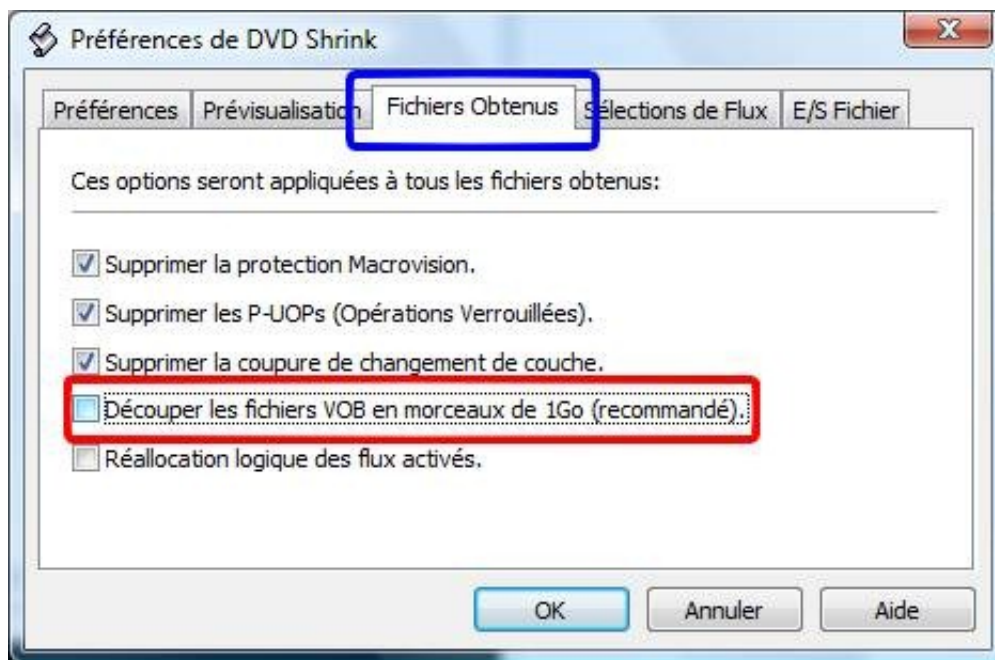 Préférences de DVD Shrink
Préférences Prévisualisation Fichiers Obtenus Sélections de Flux E/S Fichier
Ces options seront appliquées à tous les fichiers obtenus:
Supprimer la protection Macrovision.
Supprimer les P-UOPs (Opérations Verrouillées).
Supprimer la coupure de changement de couche.
Découper les fichiers VOB en morceaux de 1Go (recommandé).
Réallocation logique des flux activés.
OK Annuler Aide